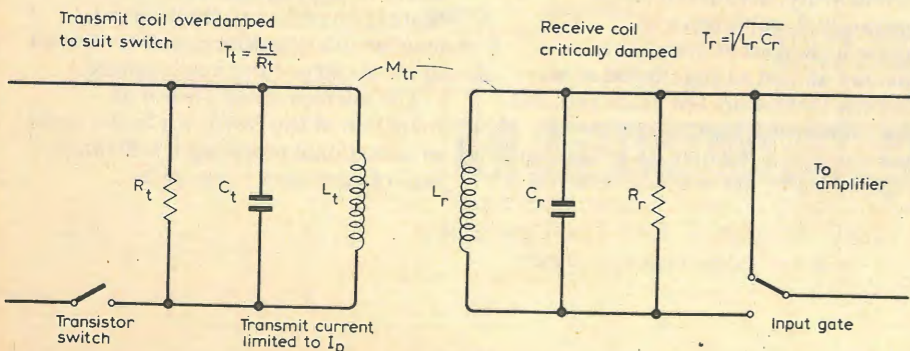 Transmit coil overdamped
to suit switch
T_t = L_t/R_t
M_tr
Receive coil
critically damped
T_r = √L_r C_r
R_t
C_t
L_t
L_r
C_r
R_r
To
amplifier
Transistor
switch
Transmit current
limited to I_p
Input gate